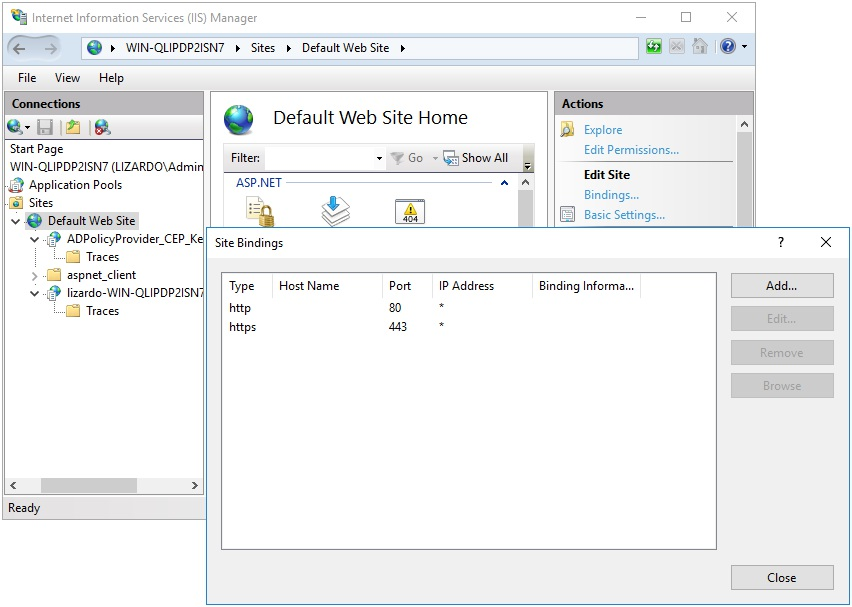 Internet Information Services (IIS) Manager
WIN-QLIPDP2ISN7 Sites Default Web Site
File View Help
Connections
Start Page
WIN-QLIPDP2ISN7 (LIZARDO\Admin
Application Pools
Sites
Default Web Site
ADPolicyProvider_CEP_Ke
Traces
aspnet_client
lizardo-WIN-QLIPDP2ISN7
Traces
Ready
Default Web Site Home
Filter: Go Show All
ASP.NET
404
Actions
Explore
Edit Permissions...
Edit Site
Bindings...
Basic Settings...
Site Bindings
Type Host Name Port IP Address Binding Informa...
http 80 *
https 443 *
Add...
Edit...
Remove
Browse
Close